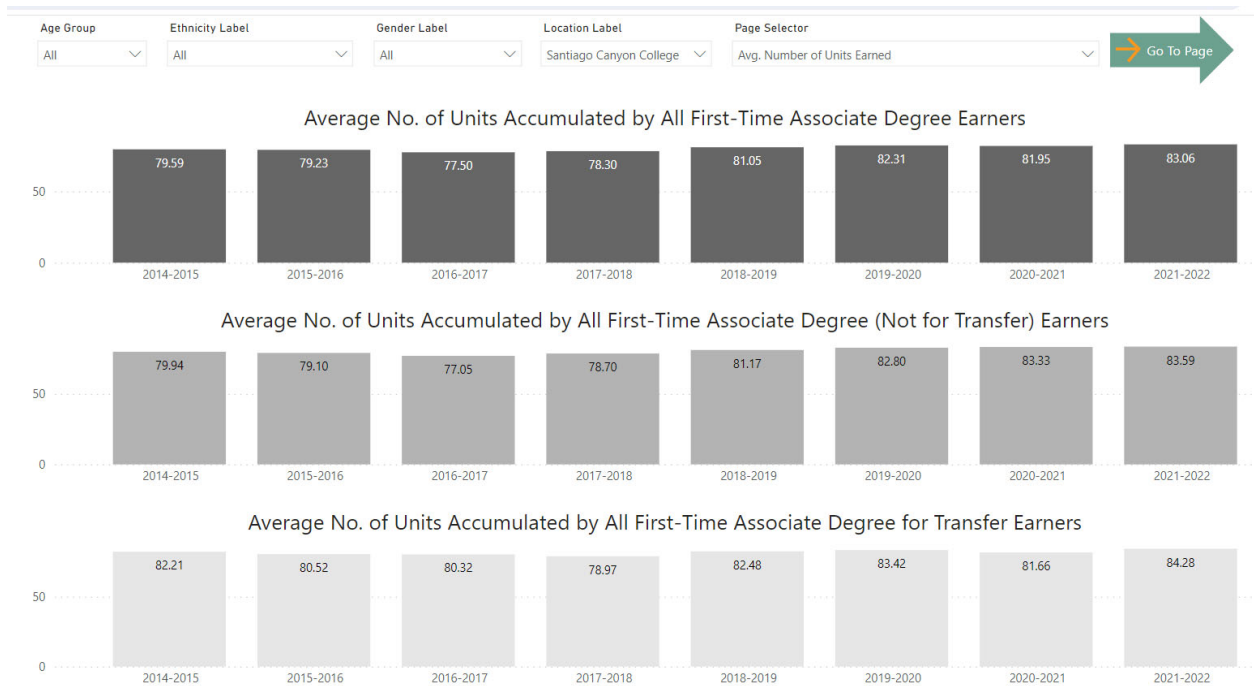 Age Group Ethnicity Label Gender Label Location Label Page Selector
All All All Santiago Canyon College Avg. Number of Units Earned Go To Page
Average No. of Units Accumulated by All First-Time Associate Degree Earners
79.59 79.23 77.50 78.30 81.05 82.31 81.95 83.06
50
0
2014-2015 2015-2016 2016-2017 2017-2018 2018-2019 2019-2020 2020-2021 2021-2022
Average No. of Units Accumulated by All First-Time Associate Degree (Not for Transfer) Earners
79.94 79.10 77.05 78.70 81.17 82.80 83.33 83.59
50
0
2014-2015 2015-2016 2016-2017 2017-2018 2018-2019 2019-2020 2020-2021 2021-2022
Average No. of Units Accumulated by All First-Time Associate Degree for Transfer Earners
82.21 80.52 80.32 78.97 82.48 83.42 81.66 84.28
50
0
2014-2015 2015-2016 2016-2017 2017-2018 2018-2019 2019-2020 2020-2021 2021-2022